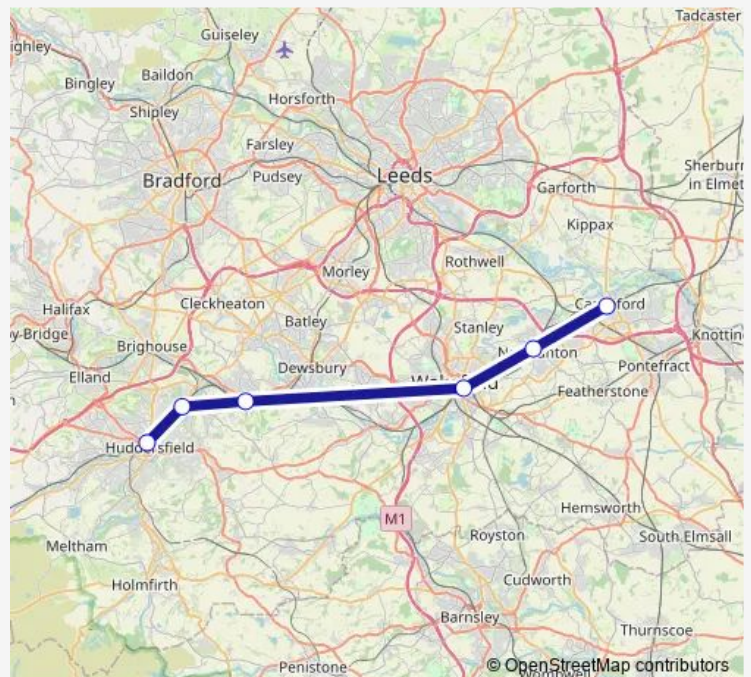 Tadcaster
Guiseley
ighley
Bingley
Baildon
Horsforth
Shipley
Farsley
Sherburn
in Elmet
Bradford
Pudsey
Leeds
Garforth
Kippax
Rothwell
Morley
Cleckheaton
Halifax
Batley
Stanley
y-Bridge
Brighouse
Knotting
Dewsbury
Pontefract
Elland
Featherstone
Huddersfield
M1
Hemsworth
Royston
South Elmsall
Meltham
Cudworth
Holmfirth
Barnsley
Thurnscoe
Penistone
© OpenStreetMap contributors